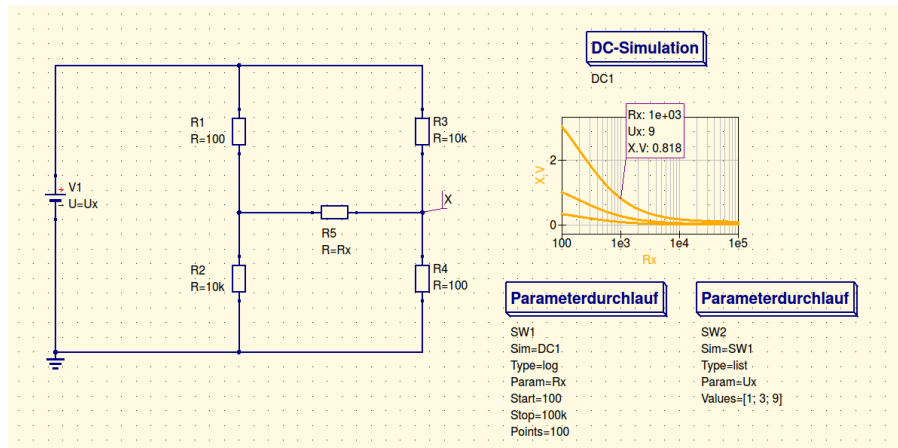 DC-Simulation
DC1
R1
R=100
R3
R=10k
V1
U=Ux
X
R5
R=Rx
R2
R=10k
R4
R=100
Rx: 1e+03
Ux: 9
X.V: 0.818
X.V
2
0
100
1e3
1e4
1e5
Rx
Parameterdurchlauf
SW1
Sim=DC1
Type=log
Param=Rx
Start=100
Stop=100k
Points=100
Parameterdurchlauf
SW2
Sim=SW1
Type=list
Param=Ux
Values=[1; 3; 9]